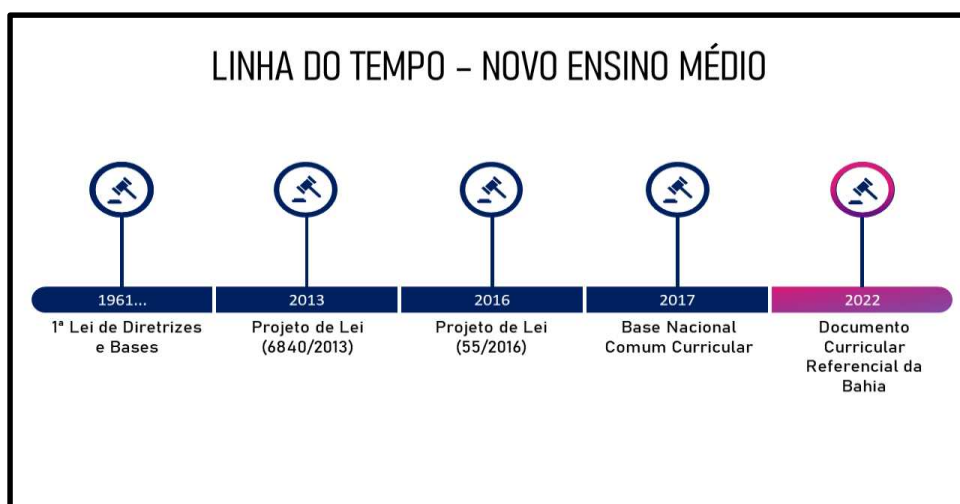 LINHA DO TEMPO – NOVO ENSINO MÉDIO
1961...
1ª Lei de Diretrizes
e Bases
2013
Projeto de Lei
(6840/2013)
2016
Projeto de Lei
(55/2016)
2017
Base Nacional
Comum Curricular
2022
Documento
Curricular
Referencial da
Bahia